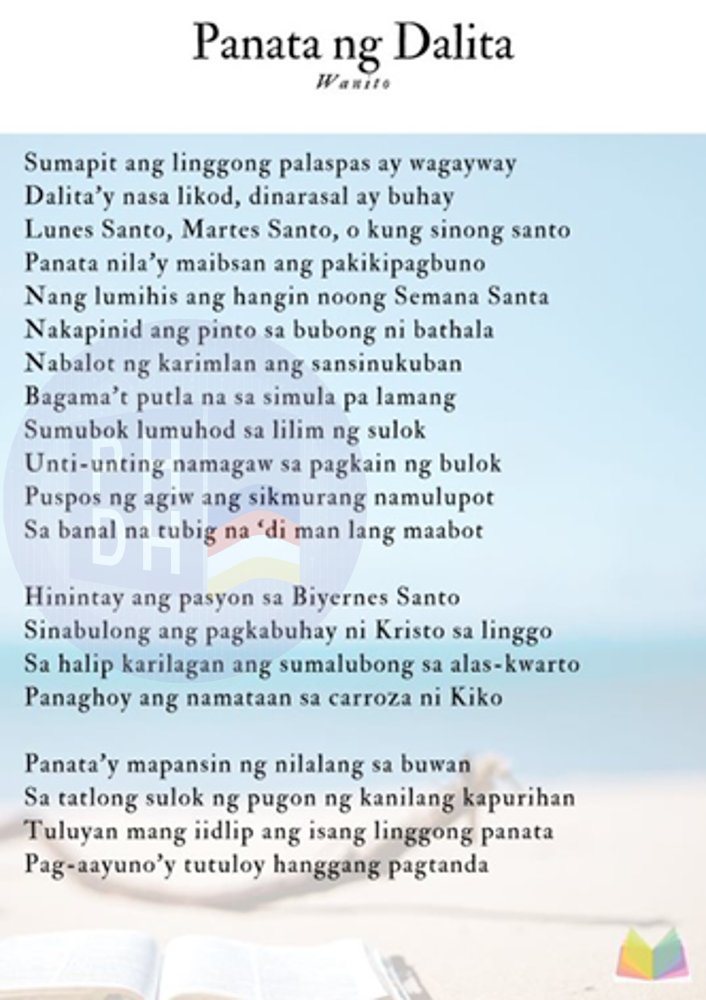 Panata ng Dalita
Wanito
Sumapit ang linggong palaspas ay wagayway
Dalita'y nasa likod, dinarasal ay buhay
Lunes Santo, Martes Santo, o kung sinong santo
Panata nila'y maibsan ang pakikipagbuno
Nang lumihis ang hangin noong Semana Santa
Nakapinid ang pinto sa bubong ni bathala
Nabalot ng karimlan ang sansinukuban
Bagama't putla na sa simula pa lamang
Sumubok lumuhod sa lilim ng sulok
Unti-unting namagaw sa pagkain ng bulok
Puspos ng agiw ang sikmurang namulupot
Sa banal na tubig na ‘di man lang maabot
Hinintay ang pasyon sa Biyernes Santo
Sinabulong ang pagkabuhay ni Kristo sa linggo
Sa halip karilagan ang sumalubong sa alas-kwarto
Panaghoy ang namataan sa carroza ni Kiko
Panata'y mapansin ng nilalang sa buwan
Sa tatlong sulok ng pugon ng kanilang kapurihan
Tuluyan mang iidlip ang isang linggong panata
Pag-aayuno'y tutuloy hanggang pagtanda